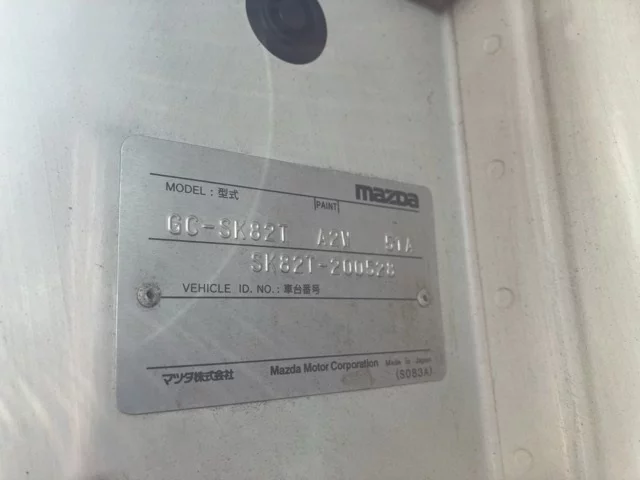 MODEL : 型式 PAINT mazda
GC-SK82T A2W 51A
SK82T-200528
VEHICLE ID. NO.: 車台番号
マツダ株式会社 Mazda Motor Corporation Made in Japan
(S083A)